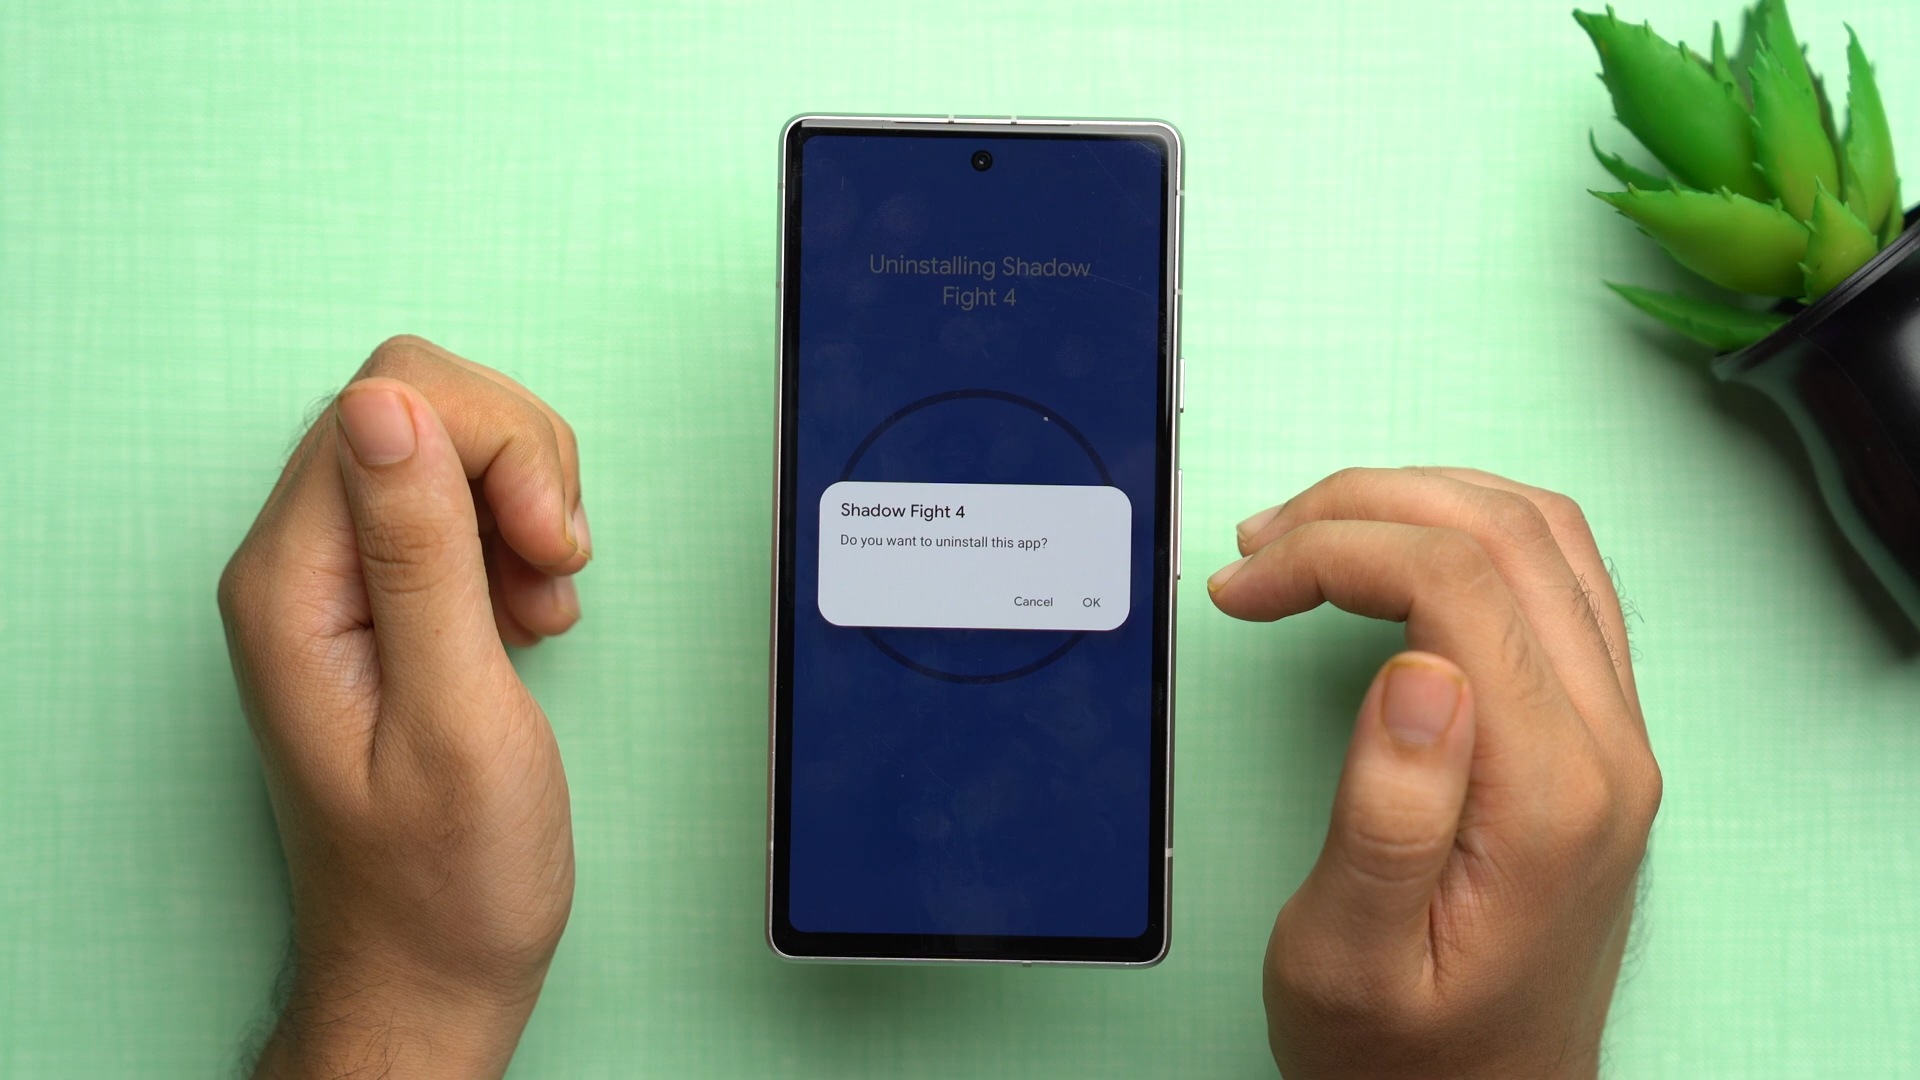 Uninstalling Shadow
Fight 4
Shadow Fight 4
Do you want to uninstall this app?
Cancel OK